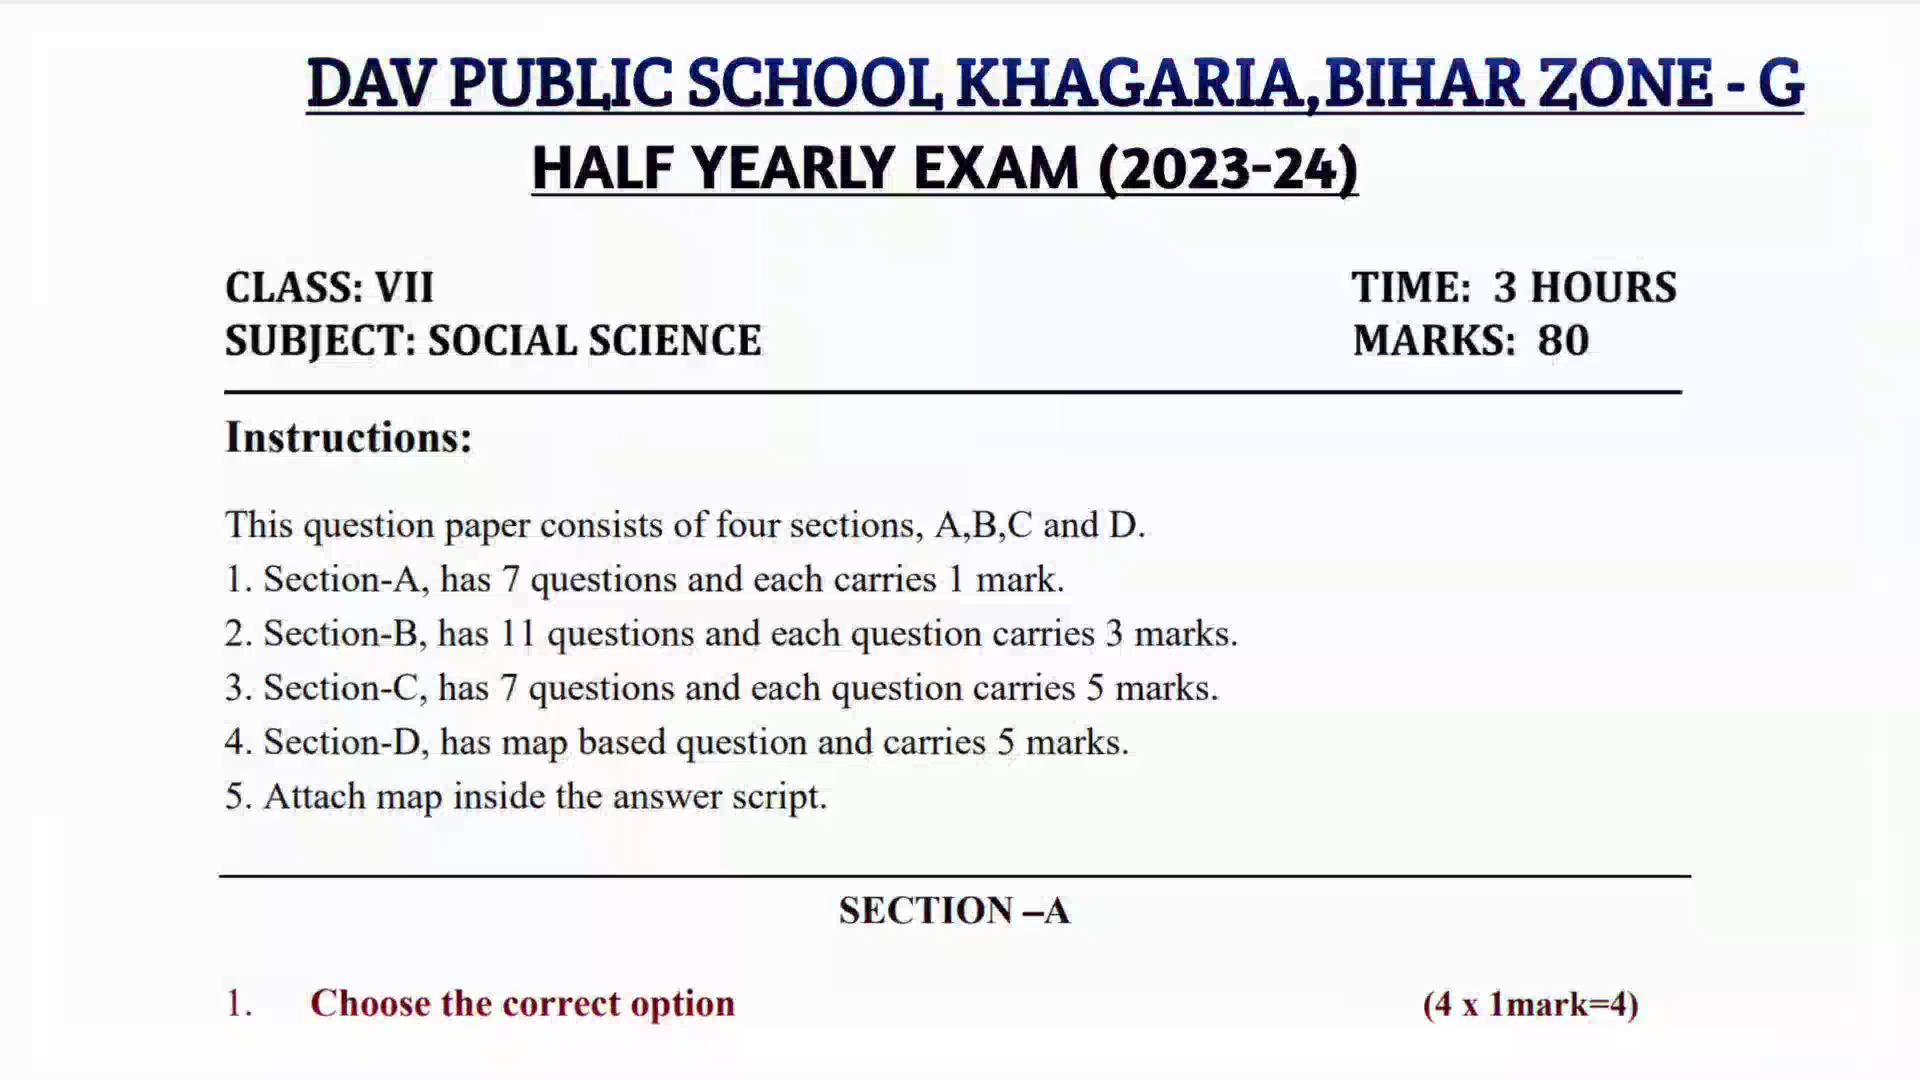 DAV PUBLIC SCHOOL KHAGARIA,BIHAR ZONE - G
HALF YEARLY EXAM (2023-24)
CLASS: VII
TIME: 3 HOURS
SUBJECT: SOCIAL SCIENCE
MARKS: 80
Instructions:
This question paper consists of four sections, A,B,C and D.
1. Section-A, has 7 questions and each carries 1 mark.
2. Section-B, has 11 questions and each question carries 3 marks.
3. Section-C, has 7 questions and each question carries 5 marks.
4. Section-D, has map based question and carries 5 marks.
5. Attach map inside the answer script.
SECTION –A
1. Choose the correct option (4 x 1mark=4)